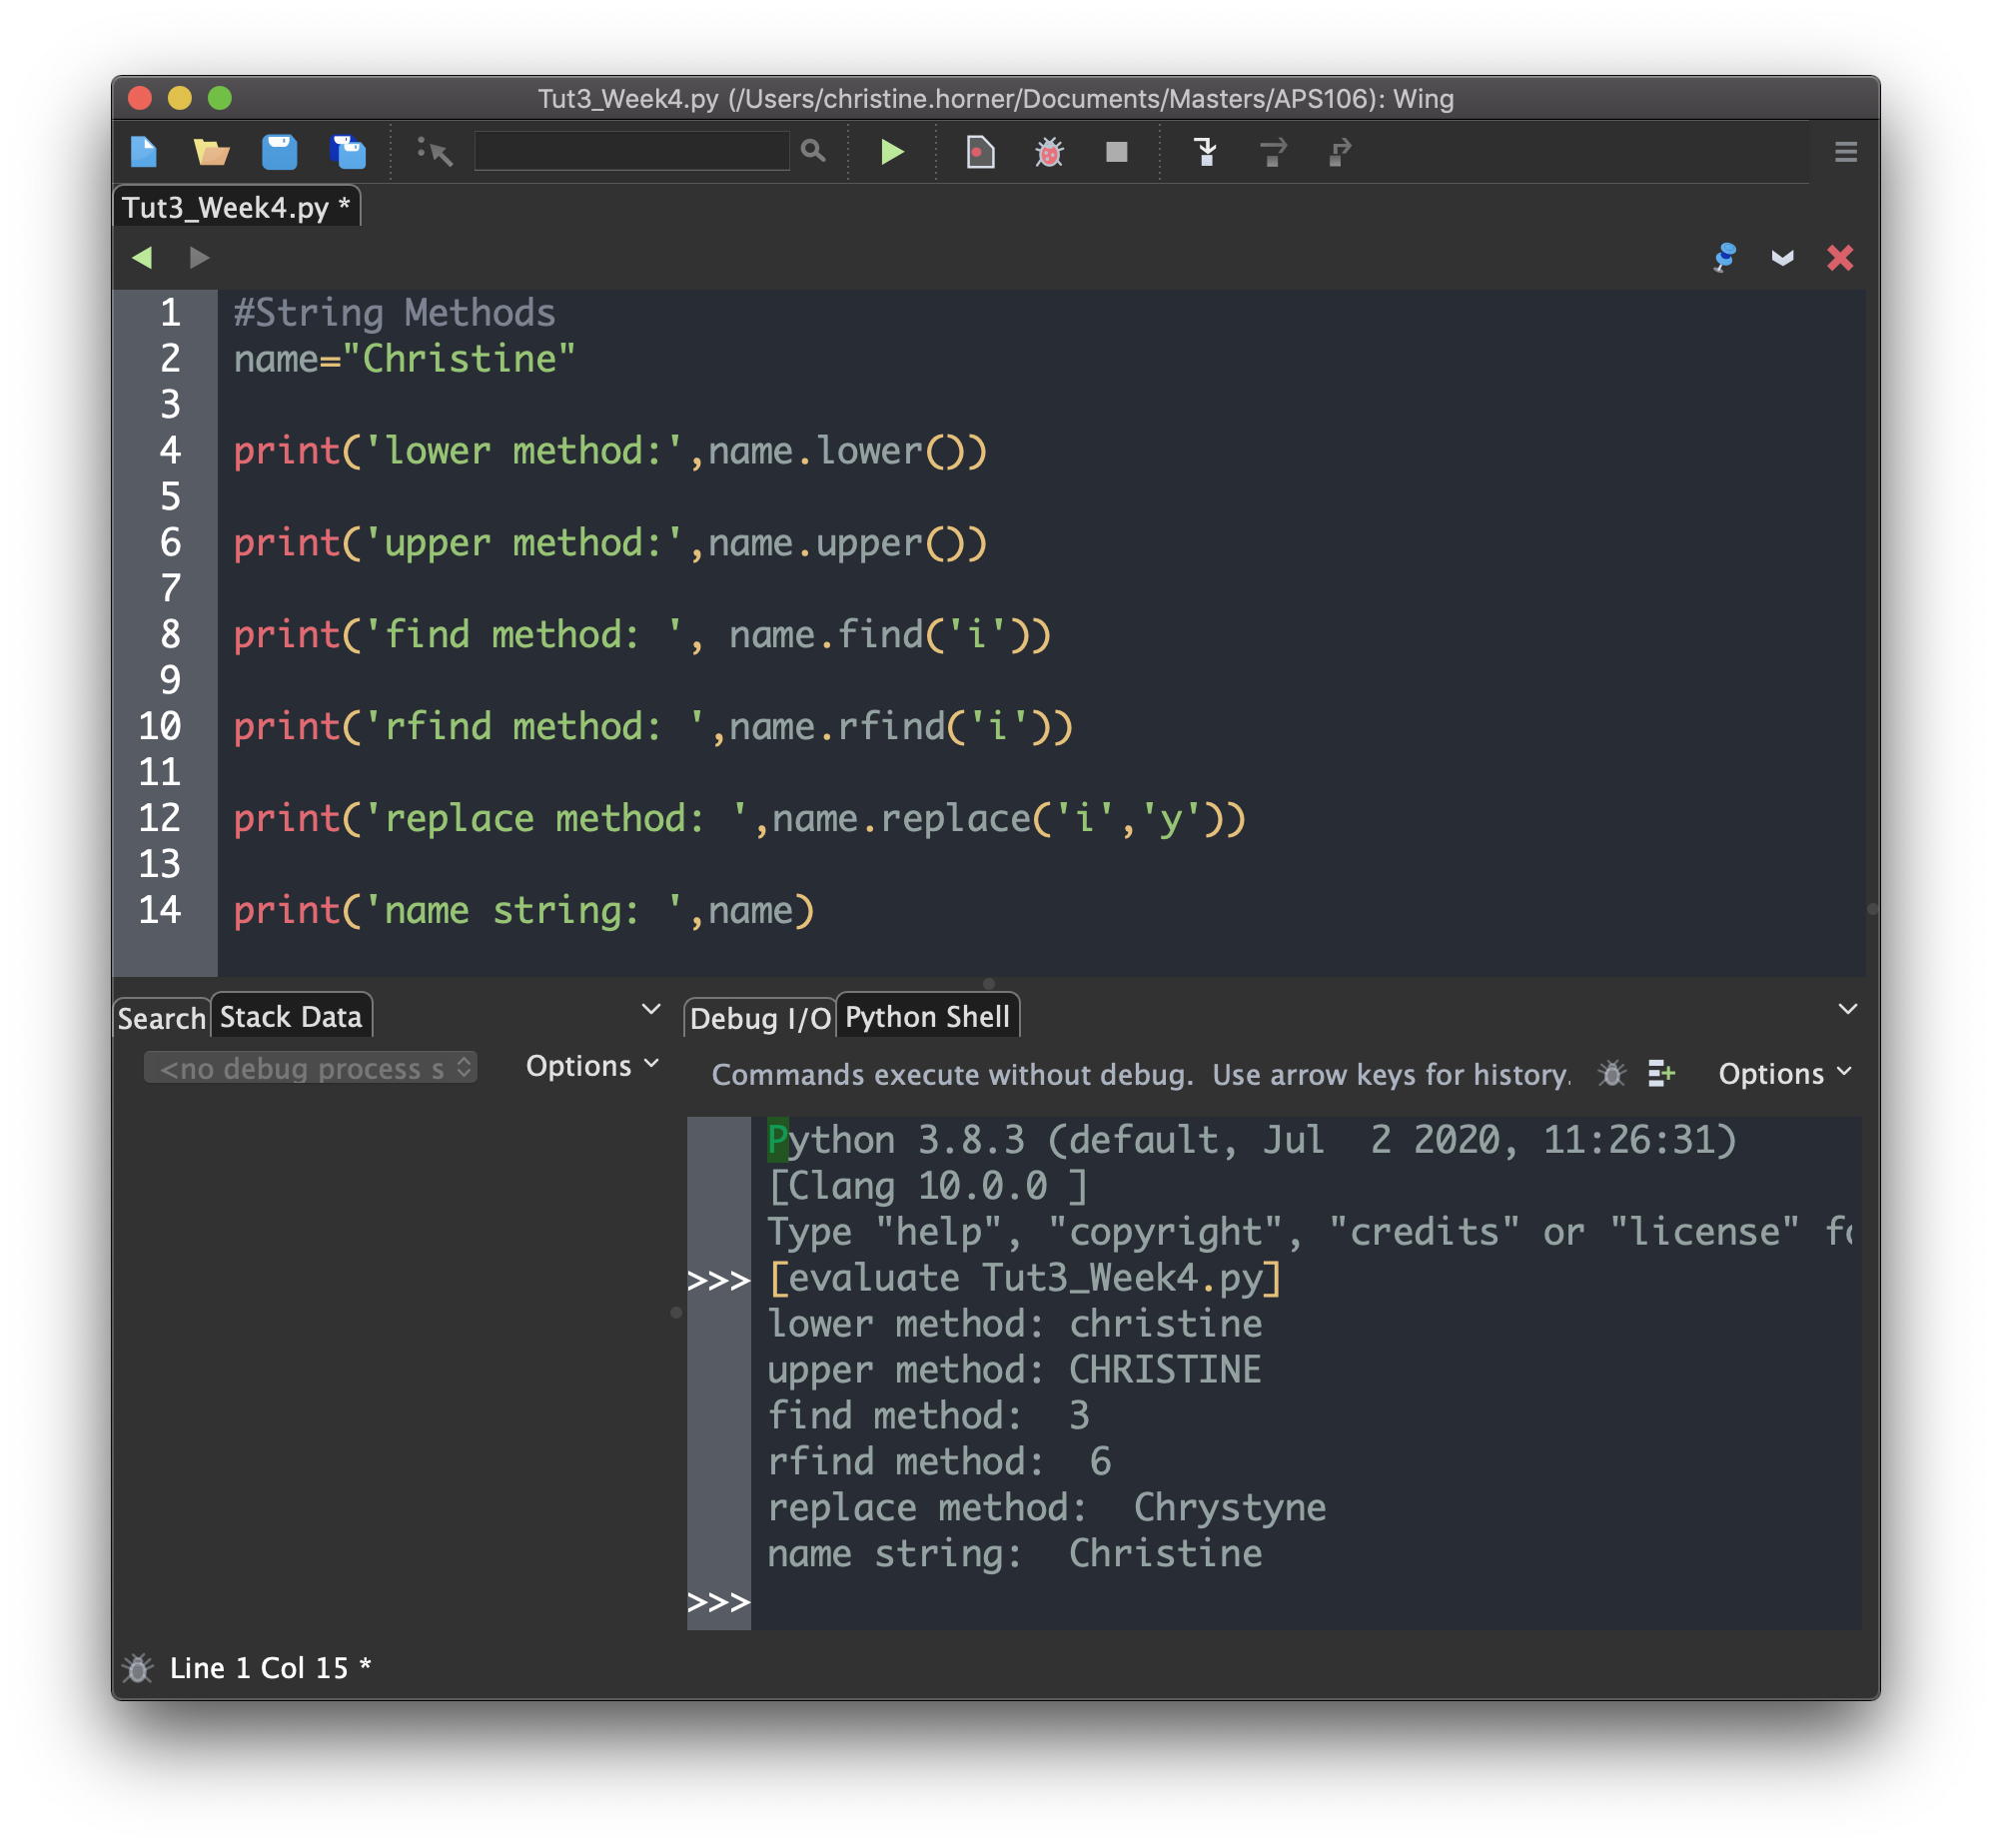 Tut3_Week4.py (/Users/christine.horner/Documents/Masters/APS106): Wing
Tut3_Week4.py *
1 #String Methods
2 name="Christine"
3
4 print('lower method:',name.lower())
5
6 print('upper method:',name.upper())
7
8 print('find method: ', name.find('i'))
9
10 print('rfind method: ',name.rfind('i'))
11
12 print('replace method: ',name.replace('i','y'))
13
14 print('name string: ',name)
Search Stack Data
<no debug process s Options
Debug I/O Python Shell
Commands execute without debug. Use arrow keys for history. Options
Python 3.8.3 (default, Jul  2 2020, 11:26:31)
[Clang 10.0.0 ]
Type "help", "copyright", "credits" or "license"
>>> [evaluate Tut3_Week4.py]
lower method: christine
upper method: CHRISTINE
find method:  3
rfind method:  6
replace method:  Chrystyne
name string:  Christine
>>>
Line 1 Col 15 *